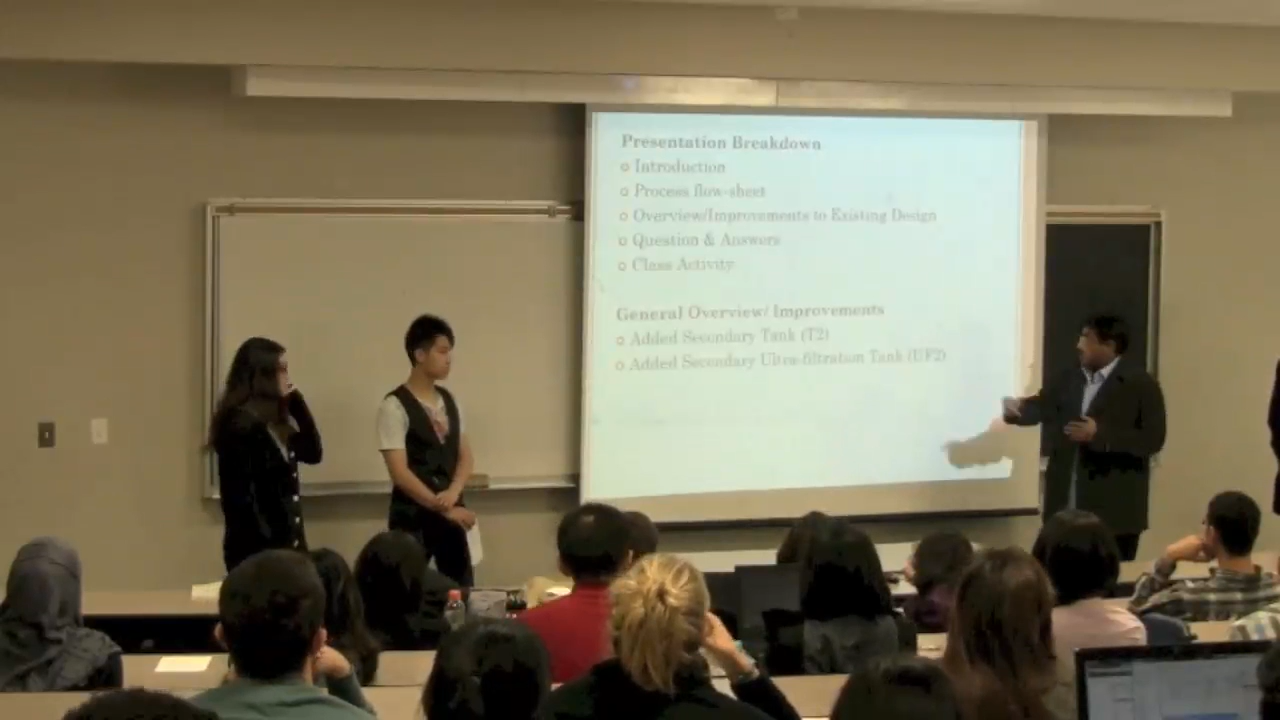 Presentation Breakdown
Introduction
Process flow-sheet
Overview/Improvements to Existing Design
Question & Answers
Class Activity
General Overview/ Improvements
Added Secondary Tank (T2)
Added Secondary Ultra-filtration Tank (UF2)